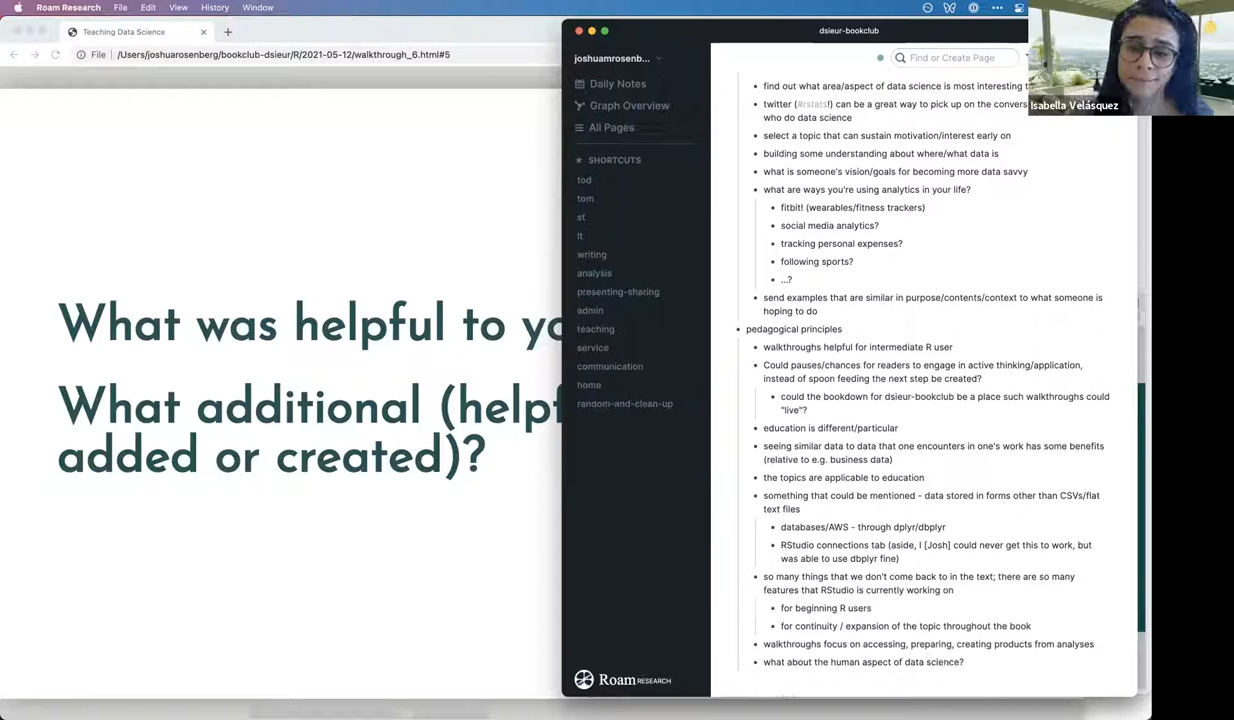 Roam Research File Edit View History Window
Teaching Data Science
File /Users/joshuarosenberg/bookclub-dsieur/R/2021-05-12/walkthrough_6.html#5
What was helpful to yo
What additional (helpf
added or created)?
dsieur-bookclub
joshuamrosenb...
Find or Create Page
Daily Notes
Graph Overview
All Pages
SHORTCUTS
tod
tom
st
lt
writing
analysis
presenting-sharing
admin
teaching
service
communication
home
random-and-clean-up
Roam RESEARCH
find out what area/aspect of data science is most interesting t
twitter (#rstats!) can be a great way to pick up on the convers
who do data science
select a topic that can sustain motivation/interest early on
building some understanding about where/what data is
what is someone's vision/goals for becoming more data savvy
what are ways you're using analytics in your life?
fitbit! (wearables/fitness trackers)
social media analytics?
tracking personal expenses?
following sports?
...?
send examples that are similar in purpose/contents/context to what someone is
hoping to do
pedagogical principles
walkthroughs helpful for intermediate R user
Could pauses/chances for readers to engage in active thinking/application,
instead of spoon feeding the next step be created?
could the bookdown for dsieur-bookclub be a place such walkthroughs could
"live"?
education is different/particular
seeing similar data to data that one encounters in one's work has some benefits
(relative to e.g. business data)
the topics are applicable to education
something that could be mentioned - data stored in forms other than CSVs/flat
text files
databases/AWS - through dplyr/dbplyr
RStudio connections tab (aside, I [Josh] could never get this to work, but
was able to use dbplyr fine)
so many things that we don't come back to in the text; there are so many
features that RStudio is currently working on
for beginning R users
for continuity / expansion of the topic throughout the book
walkthroughs focus on accessing, preparing, creating products from analyses
what about the human aspect of data science?
Isabella Velásquez